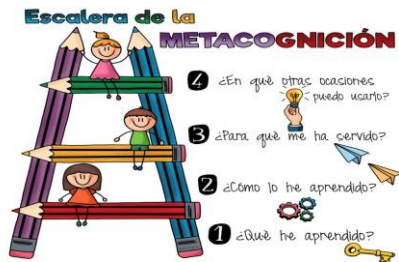 Escalera de la
METACOGNICIÓN
4 ¿En qué otras ocasiones
puedo usarlo?
3 ¿Para qué me ha servido?
2 ¿Cómo lo he aprendido?
1 ¿Qué he aprendido?